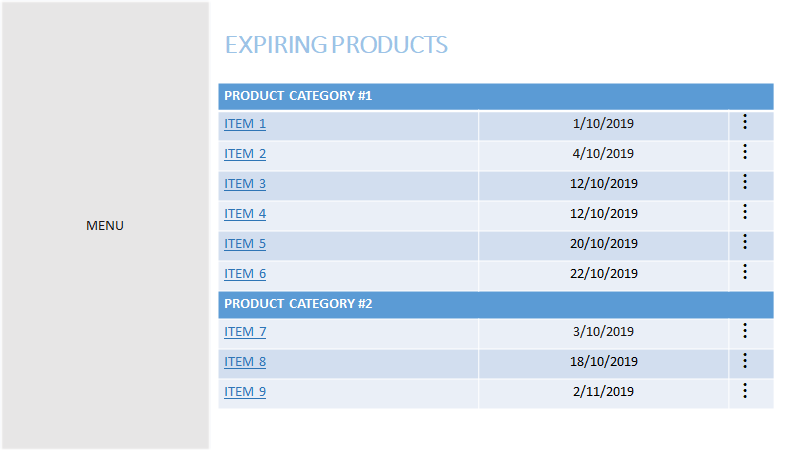 EXPIRING PRODUCTS
PRODUCT CATEGORY #1
ITEM 1 1/10/2019
ITEM 2 4/10/2019
ITEM 3 12/10/2019
ITEM 4 12/10/2019
MENU
ITEM 5 20/10/2019
ITEM 6 22/10/2019
PRODUCT CATEGORY #2
ITEM 7 3/10/2019
ITEM 8 18/10/2019
ITEM 9 2/11/2019